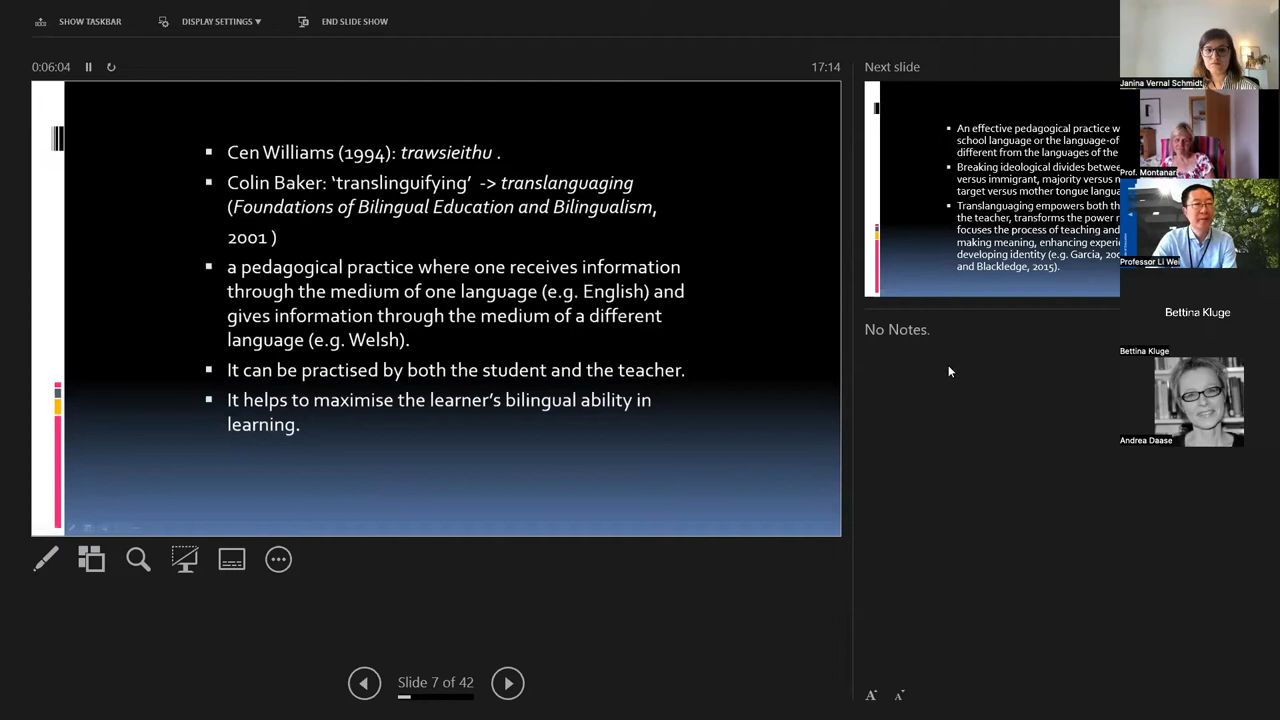 SHOW TASKBAR
DISPLAY SETTINGS ▼
END SLIDE SHOW
0:06:04
17:14
▪ Cen Williams (1994): trawsieithu .
▪ Colin Baker: ‘translinguifying’ -> translanguaging
(Foundations of Bilingual Education and Bilingualism,
2001 )
▪ a pedagogical practice where one receives information
through the medium of one language (e.g. English) and
gives information through the medium of a different
language (e.g. Welsh).
▪ It can be practised by both the student and the teacher.
▪ It helps to maximise the learner’s bilingual ability in
learning.
Slide 7 of 42
Next slide
▪ An effective pedagogical practice w
school language or the language-of
different from the languages of the
▪ Breaking ideological divides between
versus immigrant, majority versus
target versus mother tongue
▪ Translanguaging empowers both th
the teacher, transforms the power r
focuses the process of teaching and
making meaning, enhancing experi
developing identity (e.g. Garcia, 200
and Blackledge, 2015).
No Notes.
A A
Janina Vernal Schmidt
Prof. Montanari
Professor Li Wei
Bettina Kluge
Bettina Kluge
Andrea Daase